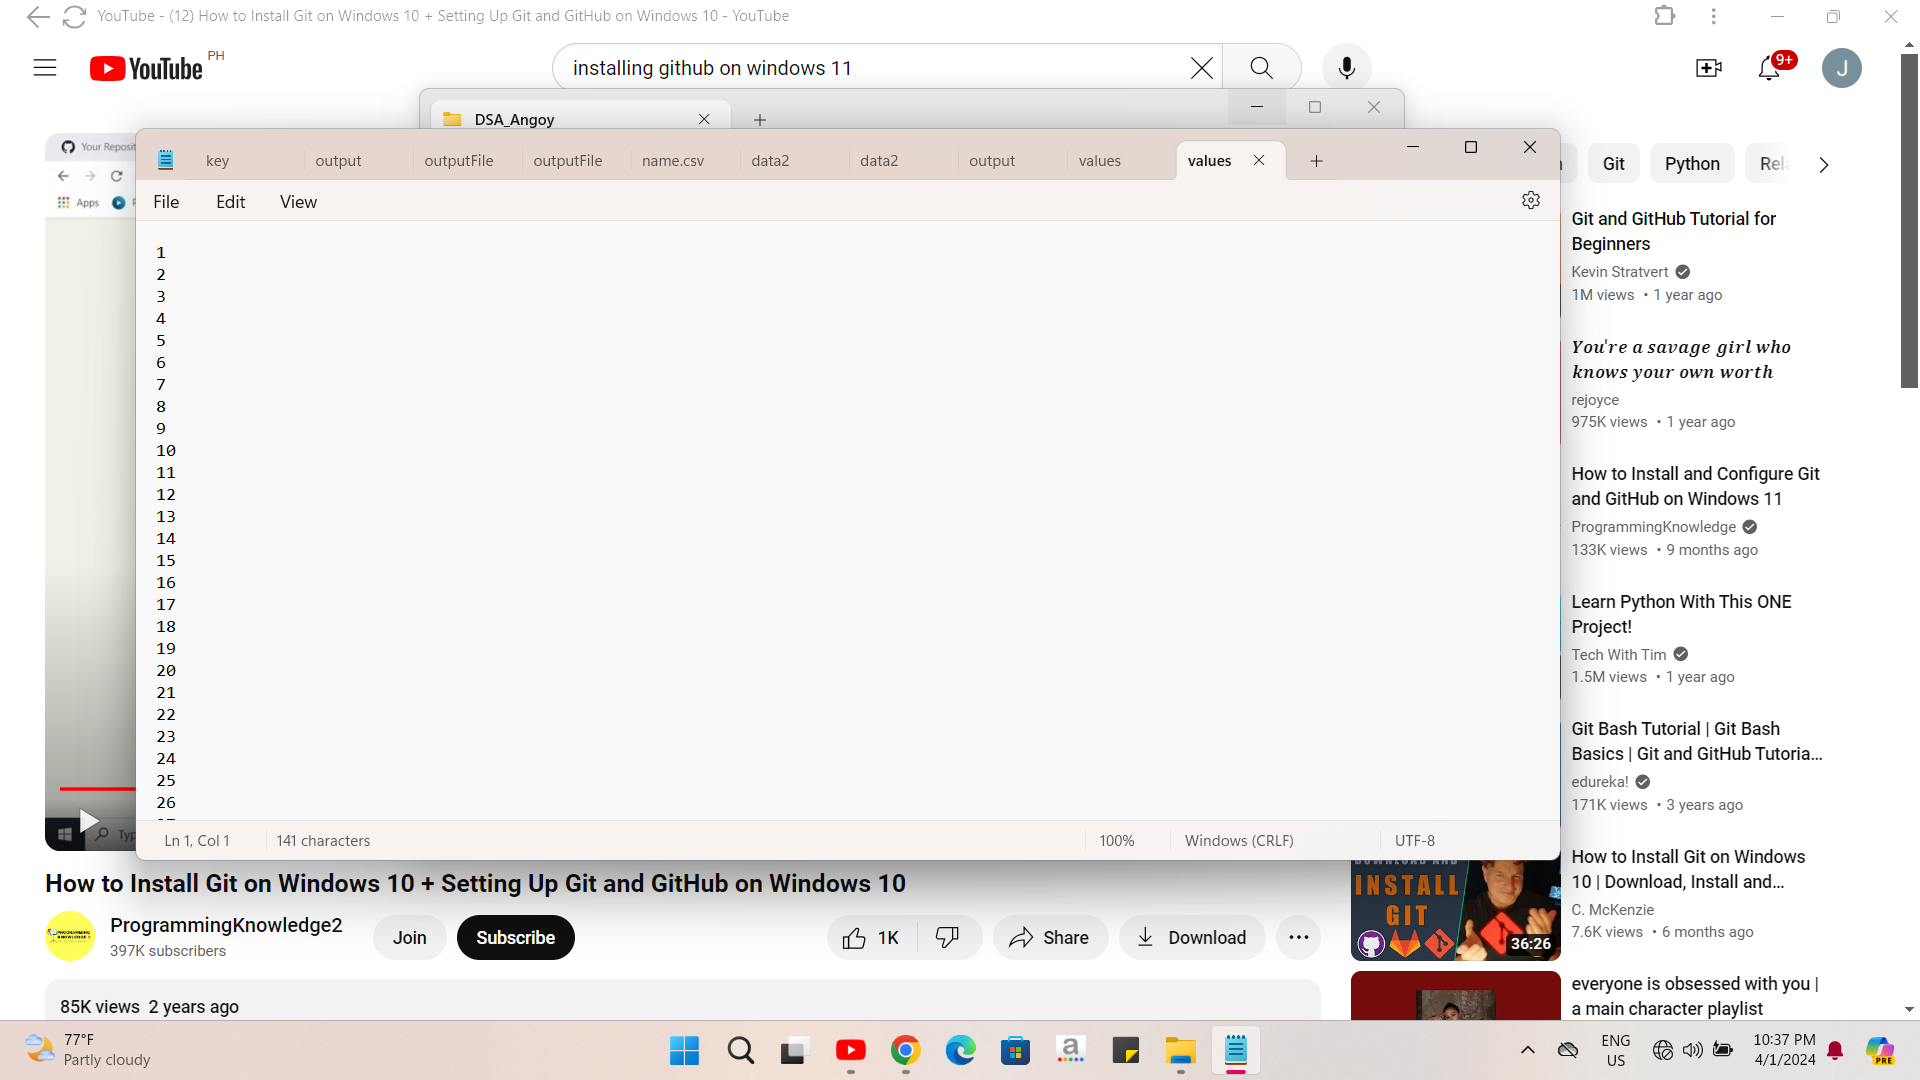 YouTube - (12) How to Install Git on Windows 10 + Setting Up Git and GitHub on Windows 10 - YouTube
YouTube PH
installing github on windows 11
9+
J
DSA_Angoy
Your Reposit
Apps
key
output
outputFile
outputFile
name.csv
data2
data2
output
values
values
File
Edit
View
1
2
3
4
5
6
7
8
9
10
11
12
13
14
15
16
17
18
19
20
21
22
23
24
25
26
Ln 1, Col 1
141 characters
100%
Windows (CRLF)
UTF-8
Git
Python
Git and GitHub Tutorial for
Beginners
Kevin Stratvert
1M views • 1 year ago
You're a savage girl who
knows your own worth
rejoyce
975K views • 1 year ago
How to Install and Configure Git
and GitHub on Windows 11
ProgrammingKnowledge
133K views • 9 months ago
Learn Python With This ONE
Project!
Tech With Tim
1.5M views • 1 year ago
Git Bash Tutorial | Git Bash
Basics | Git and GitHub Tutoria...
edureka!
171K views • 3 years ago
How to Install Git on Windows
10 | Download, Install and...
C. McKenzie
7.6K views • 6 months ago
DOWNLOAD AND
INSTALL
GIT
36:26
everyone is obsessed with you |
a main character playlist
How to Install Git on Windows 10 + Setting Up Git and GitHub on Windows 10
ProgrammingKnowledge2
397K subscribers
Join
Subscribe
1K
Share
Download
85K views 2 years ago
77°F
Partly cloudy
ENG
US
10:37 PM
4/1/2024
PRE